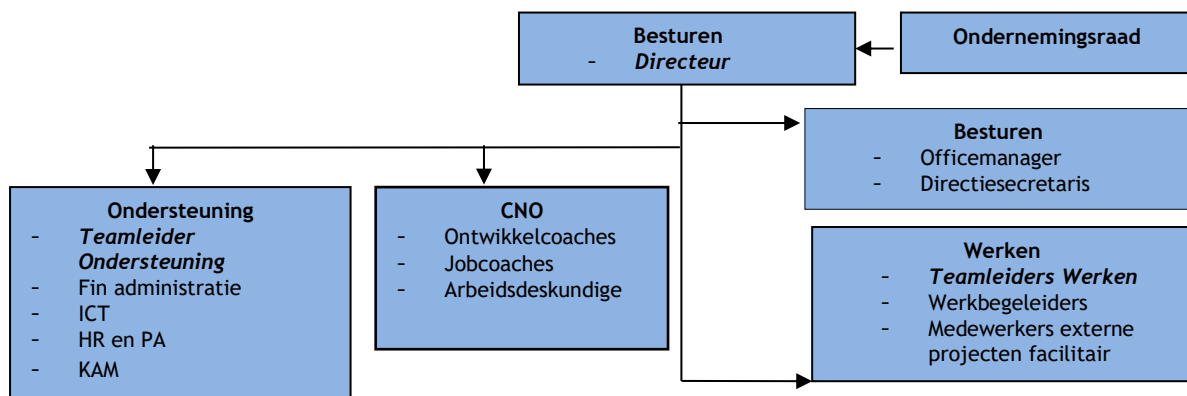 Besturen
- Directeur
Ondernemingsraad
Besturen
- Officemanager
- Directiesecretaris
Ondersteuning
- Teamleider
Ondersteuning
- Fin administratie
- ICT
- HR en PA
- KAM
CNO
- Ontwikkelcoaches
- Jobcoaches
- Arbeidsdeskundige
Werken
- Teamleiders Werken
- Werkbegeleiders
- Medewerkers externe
projecten facilitair